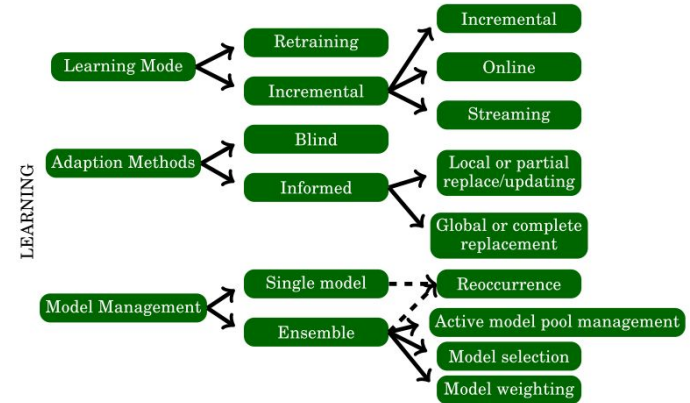 LEARNING
Learning Mode
Retraining
Incremental
Incremental
Online
Streaming
Adaption Methods
Blind
Informed
Local or partial
replace/updating
Global or complete
replacement
Model Management
Single model
Ensemble
Reoccurrence
Active model pool management
Model selection
Model weighting